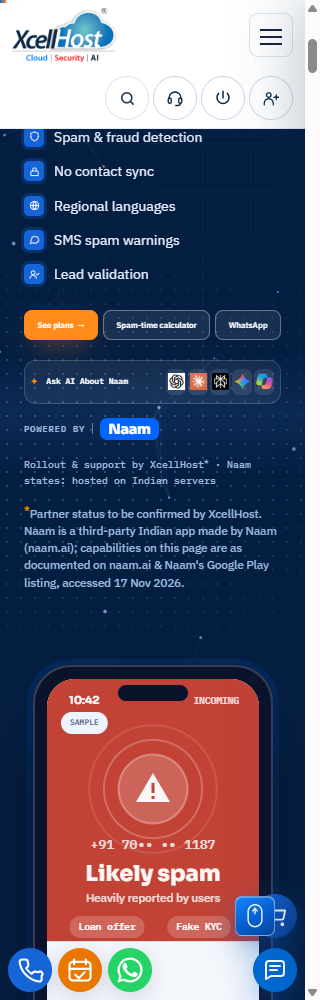 XcellHost®
Cloud | Security | AI
Spam & fraud detection
No contact sync
Regional languages
SMS spam warnings
Lead validation
See plans →
Spam-time calculator
WhatsApp
Ask AI About Naam
POWERED BY | Naam
Rollout & support by XcellHost* · Naam
states: hosted on Indian servers
*Partner status to be confirmed by XcellHost.
Naam is a third-party Indian app made by Naam
(naam.ai); capabilities on this page are as
documented on naam.ai & Naam's Google Play
listing, accessed 17 Nov 2026.
10:42
INCOMING
SAMPLE
+91 70•• •• 1187
Likely spam
Heavily reported by users
Loan offer
Fake KYC